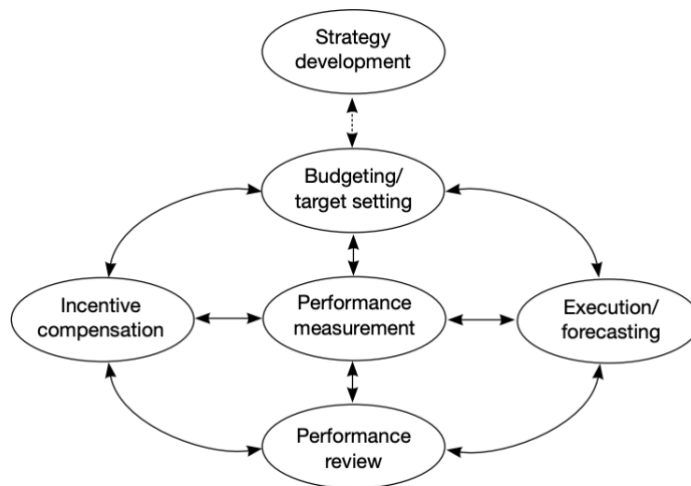 Strategy
development
Budgeting/
target setting
Incentive
compensation
Performance
measurement
Execution/
forecasting
Performance
review